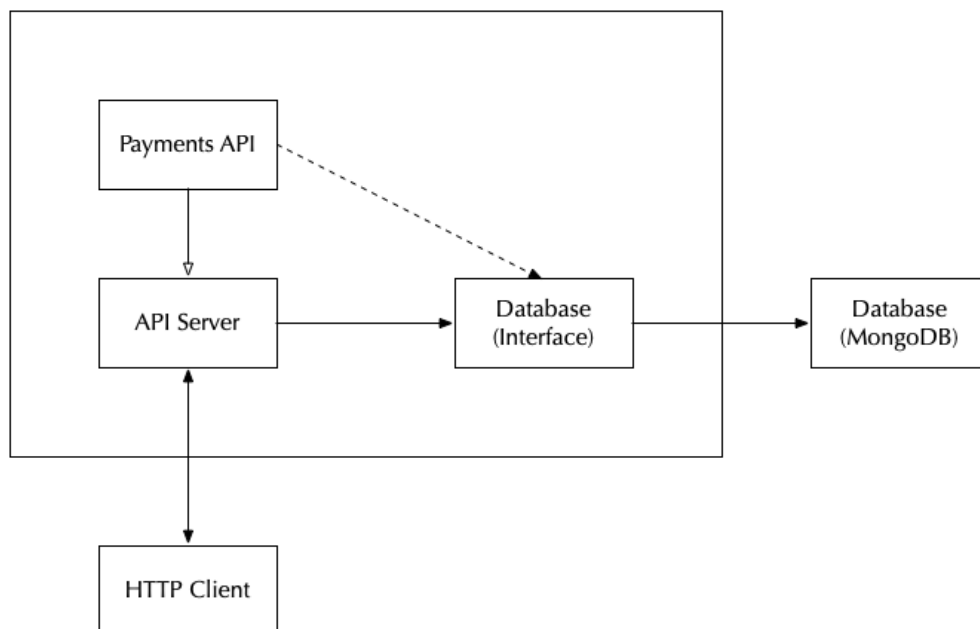 Payments API
API Server
Database
(Interface)
Database
(MongoDB)
HTTP Client